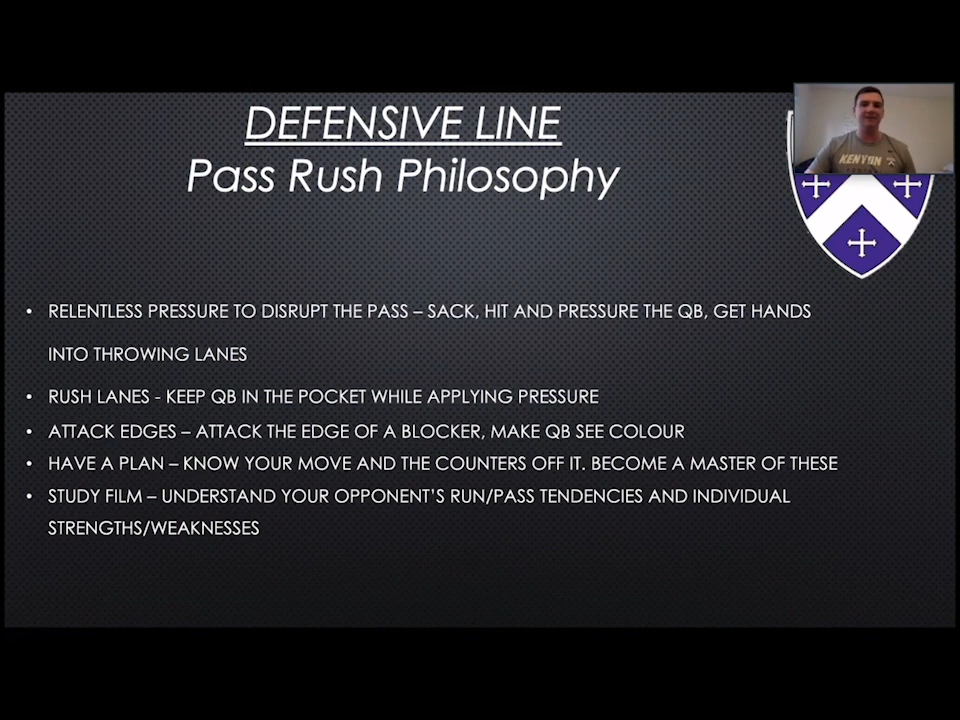 DEFENSIVE LINE
Pass Rush Philosophy
KENYON
• RELENTLESS PRESSURE TO DISRUPT THE PASS – SACK, HIT AND PRESSURE THE QB, GET HANDS
INTO THROWING LANES
• RUSH LANES - KEEP QB IN THE POCKET WHILE APPLYING PRESSURE
• ATTACK EDGES – ATTACK THE EDGE OF A BLOCKER, MAKE QB SEE COLOUR
• HAVE A PLAN – KNOW YOUR MOVE AND THE COUNTERS OFF IT. BECOME A MASTER OF THESE
• STUDY FILM – UNDERSTAND YOUR OPPONENT'S RUN/PASS TENDENCIES AND INDIVIDUAL
STRENGTHS/WEAKNESSES